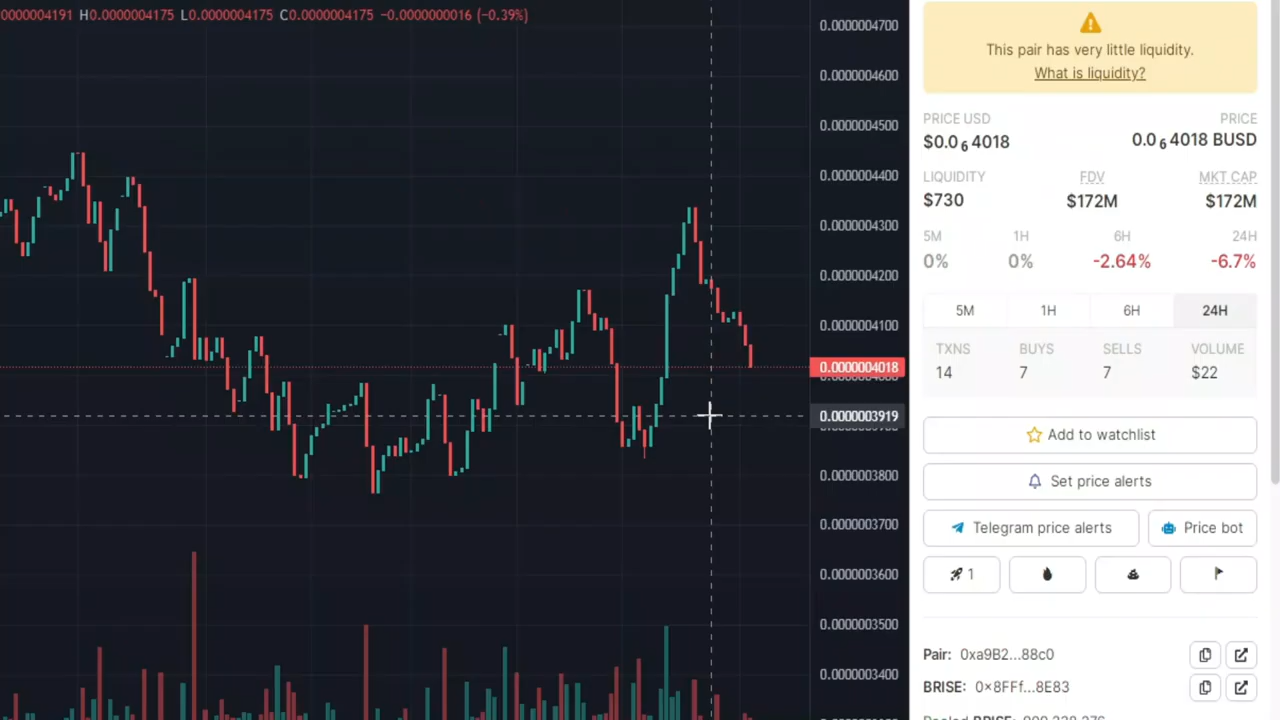 0000004191 H0.0000004175 L0.0000004175 C0.0000004175 −0.0000000016 (−0.39%)
0.0000004700
0.0000004600
0.0000004500
0.0000004400
0.0000004300
0.0000004200
0.0000004100
0.0000004018
0.0000003919
0.0000003800
0.0000003700
0.0000003600
0.0000003500
0.0000003400
This pair has very little liquidity.
What is liquidity?
PRICE USD PRICE
$0.0₆4018 0.0₆4018 BUSD
LIQUIDITY FDV MKT CAP
$730 $172M $172M
5M 1H 6H 24H
0% 0% -2.64% -6.7%
5M 1H 6H 24H
TXNS BUYS SELLS VOLUME
14 7 7 $22
Add to watchlist
Set price alerts
Telegram price alerts Price bot
1
Pair: 0xa9B2...88c0
BRISE: 0x8FFf...8E83